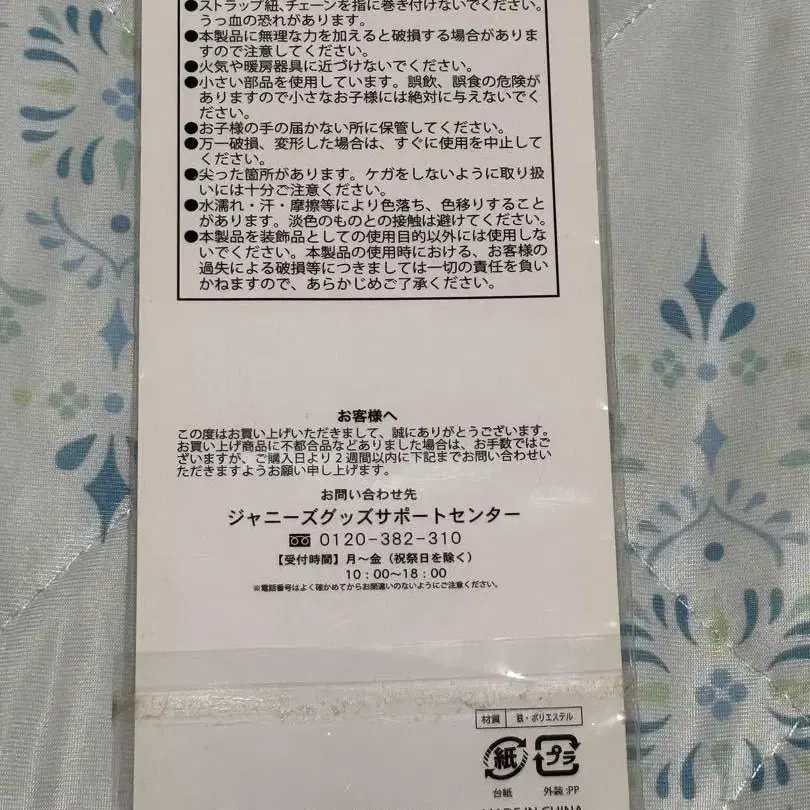 ●ストラップ紐、チェーンを指に巻き付けないでください。
うっ血の恐れがあります。
●本製品に無理な力を加えると破損する場合がありま
すので注意してください。
●火気や暖房器具に近づけないでください。
●小さい部品を使用しています。誤飲、誤食の危険が
ありますので小さなお子様には絶対に与えないでく
ださい。
●お子様の手の届かない所に保管してください。
●万一破損、変形した場合は、すぐに使用を中止して
ください。
●尖った箇所があります。ケガをしないように取り扱
いには十分ご注意ください。
●水濡れ・汗・摩擦等により色落ち、色移りすること
があります。淡色のものとの接触は避けてください。
●本製品を装飾品としての使用目的以外には使用しな
いでください。本製品の使用時における、お客様の
過失による破損等につきましては一切の責任を負い
かねますので、あらかじめご了承ください。
お客様へ
この度はお買い上げいただきまして、誠にありがとうございます。
お買い上げ商品に不都合品などありました場合は、お手数ではご
ざいますが、ご購入日より2週間以内に下記までお問い合わせい
ただきますようお願い申し上げます。
お問い合わせ先
ジャニーズグッズサポートセンター
0120-382-310
【受付時間】月〜金（祝祭日を除く）
10：00〜18：00
※電話番号はよく確かめてからお間違いのないようにご注意ください。
材質 鉄・ポリエステル
紙 プラ
台紙 外装:PP
MADE IN CHINA